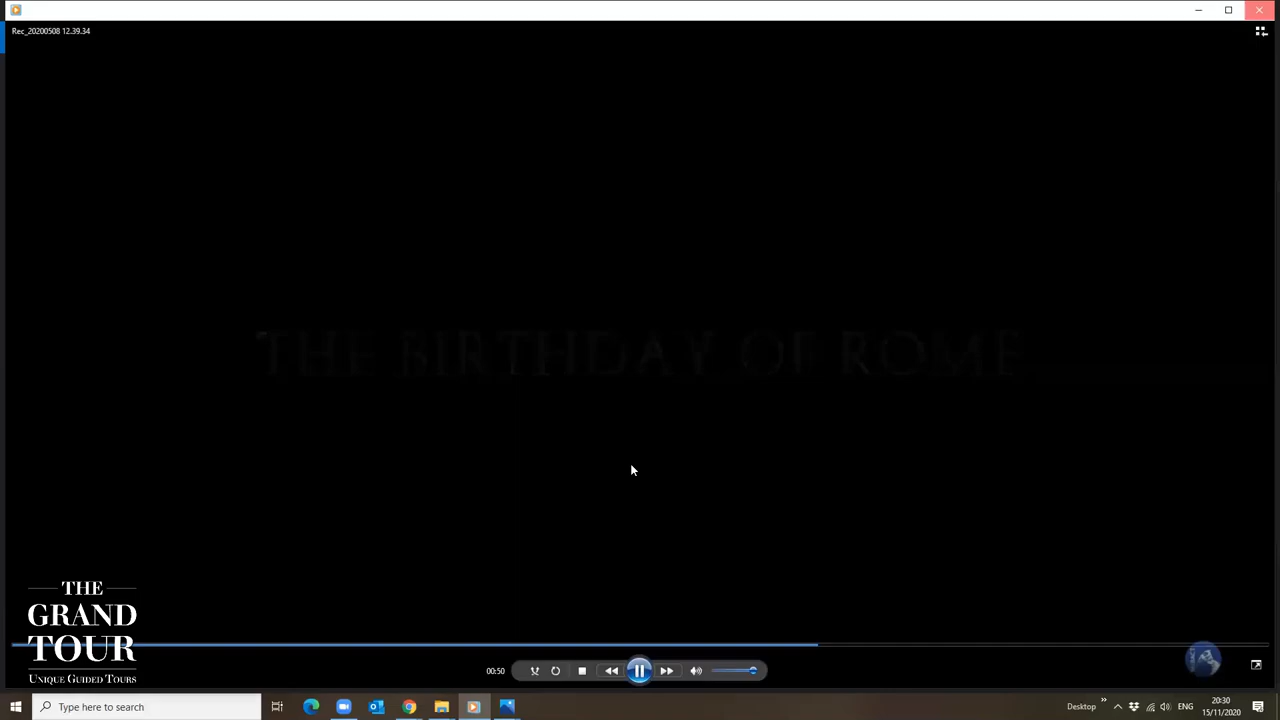 Rec_20200508 12.39.34
THE BIRTHDAY OF ROME
THE
GRAND
TOUR
UNIQUE GUIDED TOURS
00:50
Type here to search
Desktop
ENG
20:30
15/11/2020